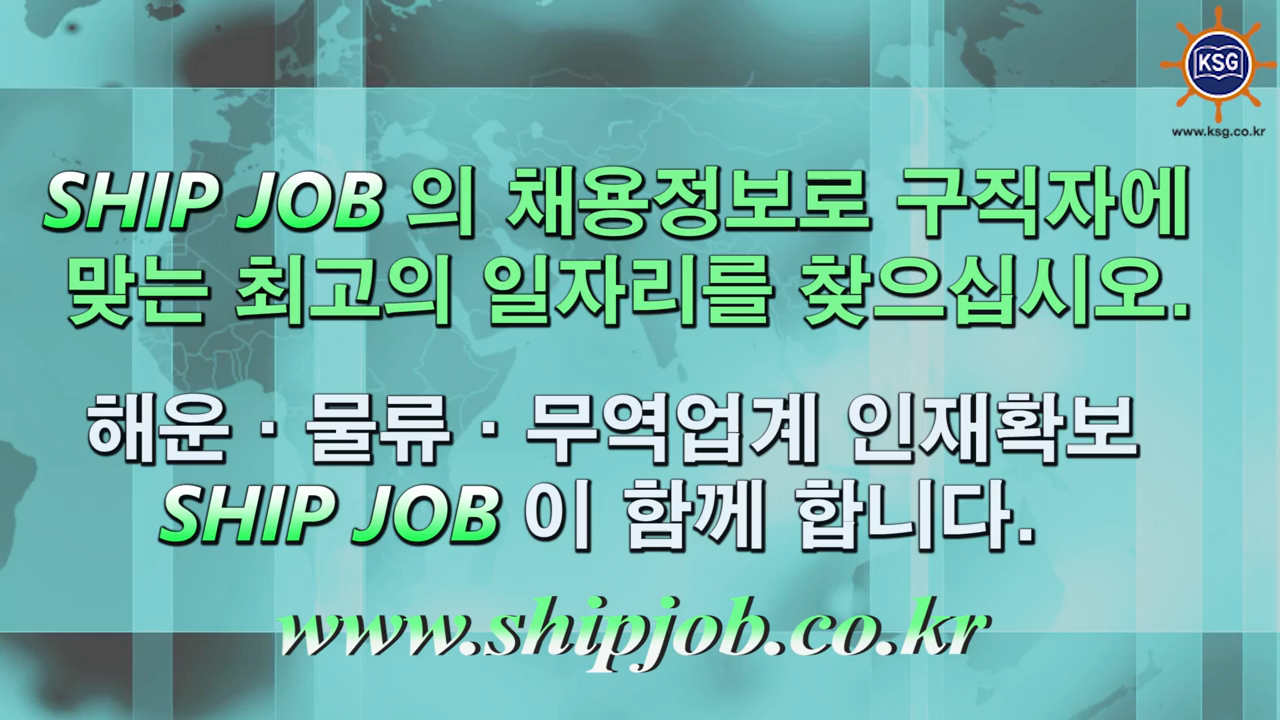 KSG
www.ksg.co.kr
SHIP JOB 의 채용정보로 구직자에
맞는 최고의 일자리를 찾으십시오.
해운 · 물류 · 무역업계 인재확보
SHIP JOB 이 함께 합니다.
www.shipjob.co.kr